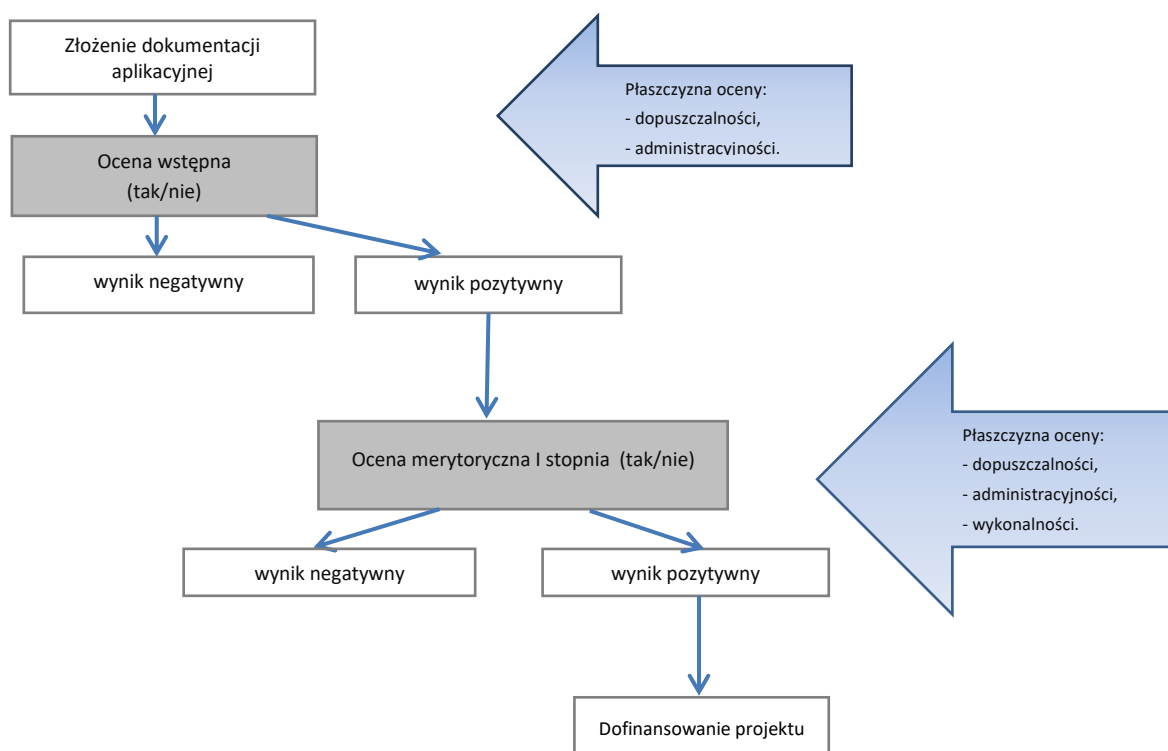 Złożenie dokumentacji
aplikacyjnej
Płaszczyzna oceny:
- dopuszczalności,
- administracyjności.
Ocena wstępna
(tak/nie)
wynik negatywny
wynik pozytywny
Ocena merytoryczna I stopnia (tak/nie)
Płaszczyzna oceny:
- dopuszczalności,
- administracyjności,
- wykonalności.
wynik negatywny
wynik pozytywny
Dofinansowanie projektu